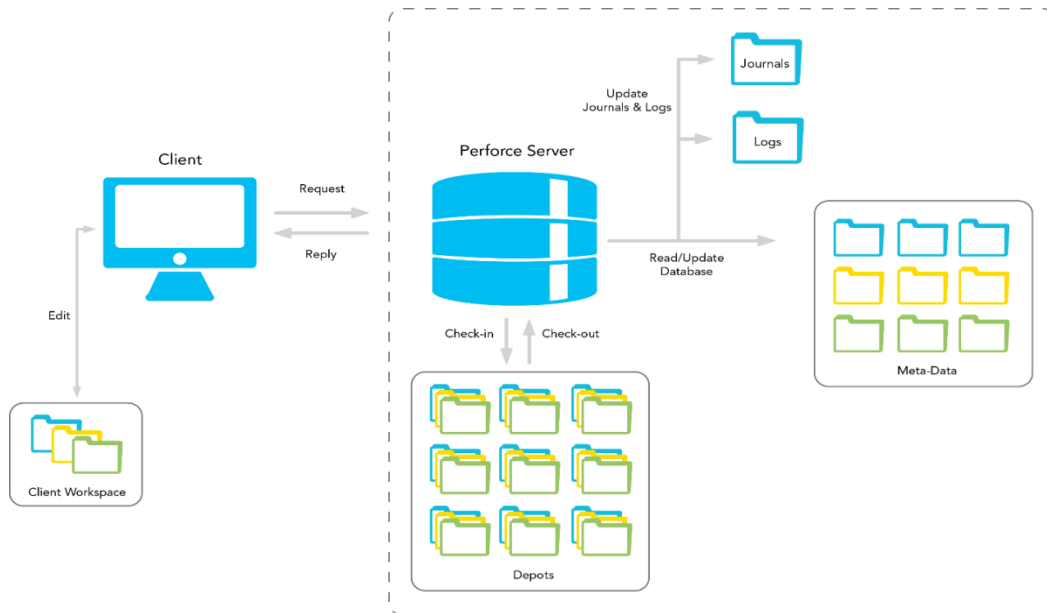 Client
Request
Reply
Edit
Client Workspace
Perforce Server
Check-in
Check-out
Depots
Update
Journals & Logs
Journals
Logs
Read/Update
Database
Meta-Data